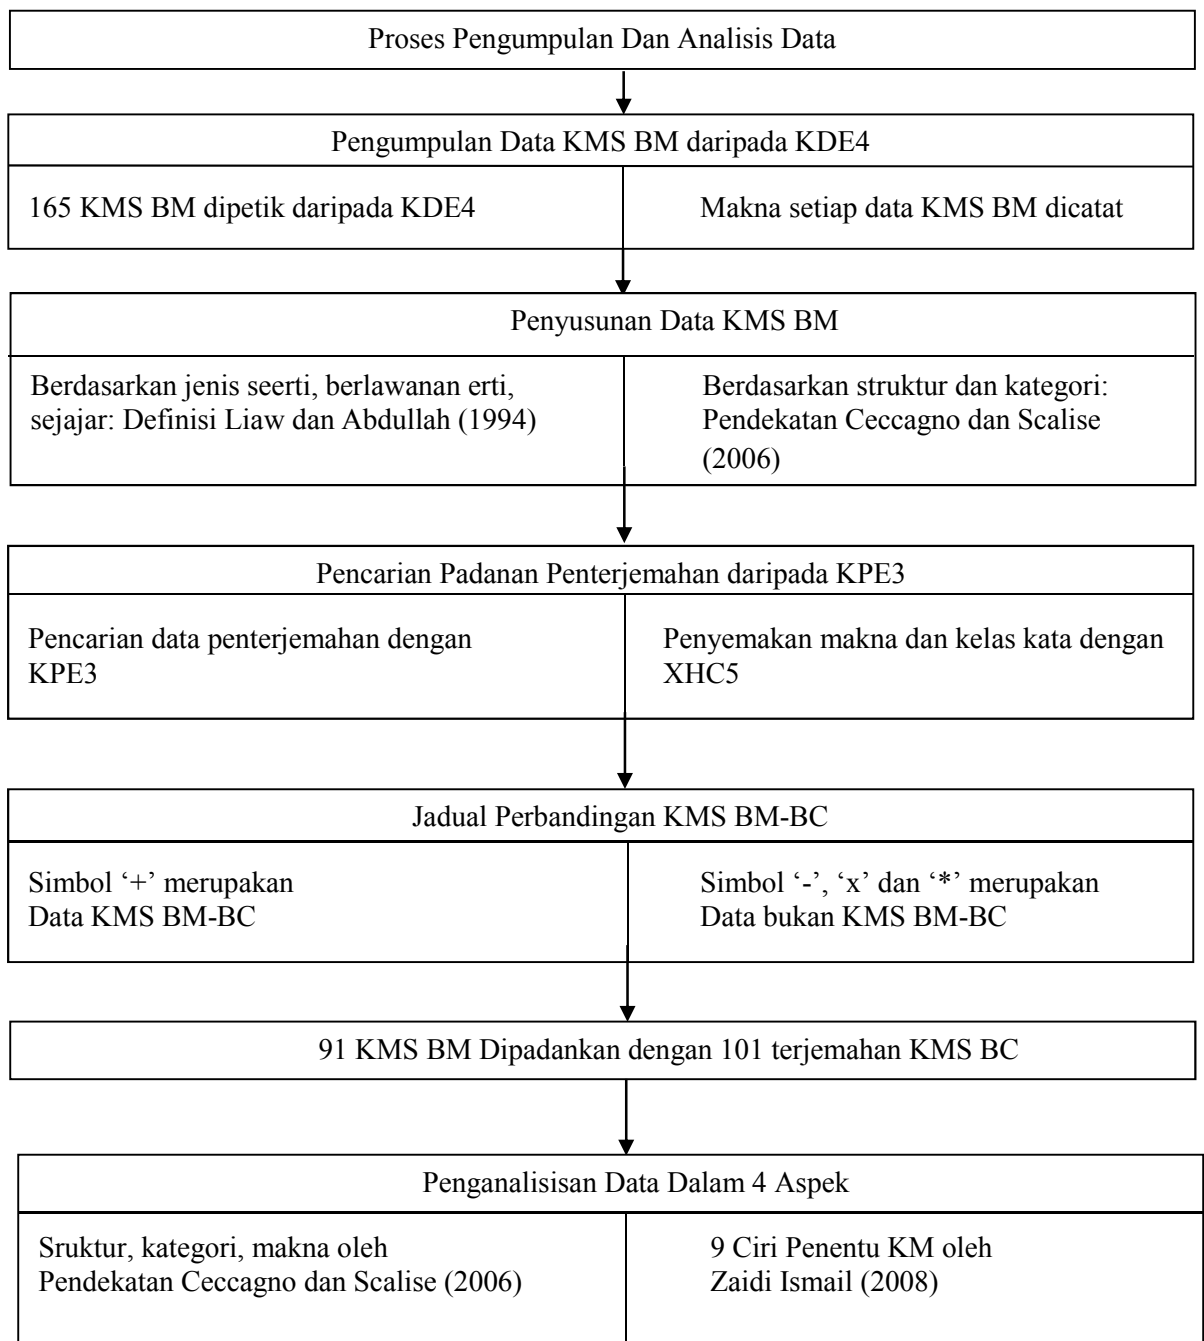 Proses Pengumpulan Dan Analisis Data
Pengumpulan Data KMS BM daripada KDE4
165 KMS BM dipetik daripada KDE4
Makna setiap data KMS BM dicatat
Penyusunan Data KMS BM
Berdasarkan jenis seerti, berlawanan erti,
sejajar: Definisi Liaw dan Abdullah (1994)
Berdasarkan struktur dan kategori:
Pendekatan Ceccagno dan Scalise
(2006)
Pencarian Padanan Penterjemahan daripada KPE3
Pencarian data penterjemahan dengan
KPE3
Penyemakan makna dan kelas kata dengan
XHC5
Jadual Perbandingan KMS BM-BC
Simbol ‘+’ merupakan
Data KMS BM-BC
Simbol ‘-’, ‘x’ dan ‘*’ merupakan
Data bukan KMS BM-BC
91 KMS BM Dipadankan dengan 101 terjemahan KMS BC
Penganalisisan Data Dalam 4 Aspek
Sruktur, kategori, makna oleh
Pendekatan Ceccagno dan Scalise (2006)
9 Ciri Penentu KM oleh
Zaidi Ismail (2008)